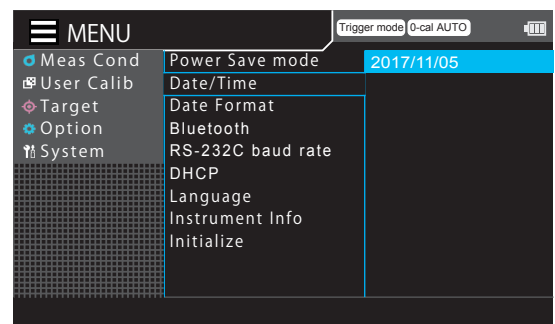 MENU
Trigger mode 0-cal AUTO
Meas Cond
User Calib
Target
Option
System
Power Save mode
Date/Time
Date Format
Bluetooth
RS-232C baud rate
DHCP
Language
Instrument Info
Initialize
2017/11/05